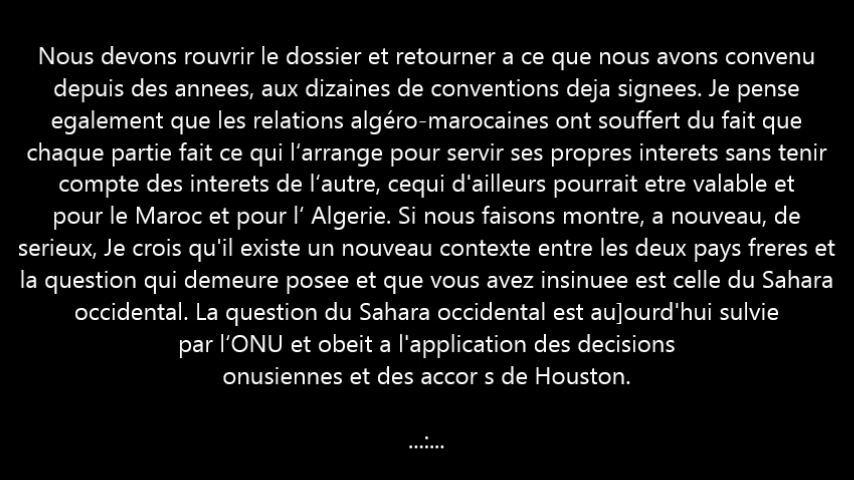 Nous devons rouvrir le dossier et retourner a ce que nous avons convenu
depuis des annees, aux dizaines de conventions deja signees. Je pense
egalement que les relations algéro-marocaines ont souffert du fait que
chaque partie fait ce qui l‘arrange pour servir ses propres interets sans tenir
compte des interets de l‘autre, cequi d'ailleurs pourrait etre valable et
pour le Maroc et pour l‘ Algerie. Si nous faisons montre, a nouveau, de
serieux, Je crois qu'il existe un nouveau contexte entre les deux pays freres et
la question qui demeure posee et que vous avez insinuee est celle du Sahara
occidental. La question du Sahara occidental est au]ourd'hui sulvie
par l‘ONU et obeit a l'application des decisions
onusiennes et des accor s de Houston.
...:...